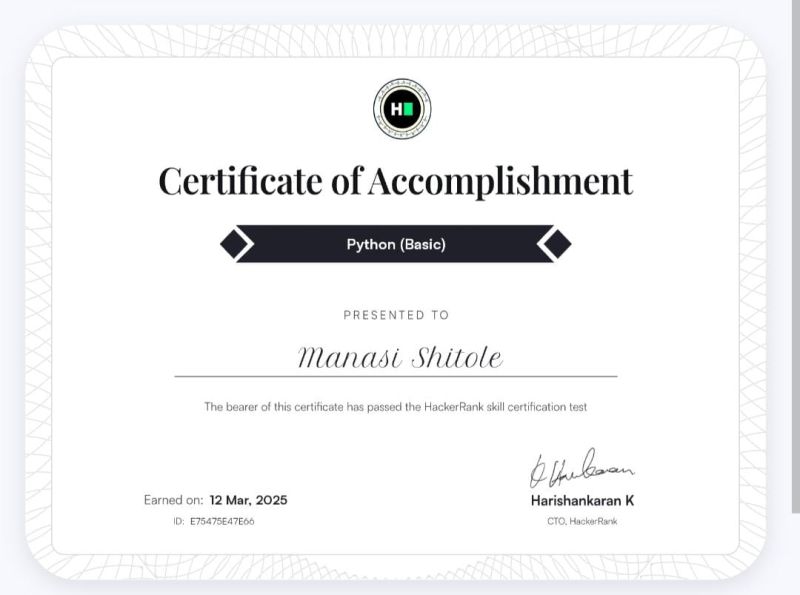 H
Certificate of Accomplishment
Python (Basic)
PRESENTED TO
Manasi Shitole
The bearer of this certificate has passed the HackerRank skill certification test
Earned on: 12 Mar, 2025
ID: E75475E47E66
Harishankaran K
CTO, HackerRank